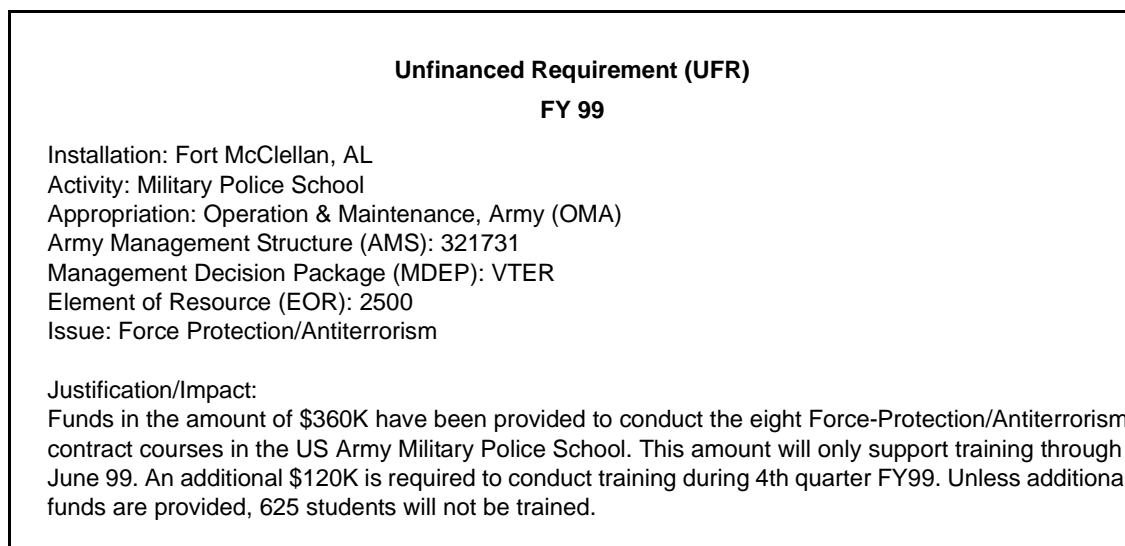 Unfinanced Requirement (UFR)
FY 99
Installation: Fort McClellan, AL
Activity: Military Police School
Appropriation: Operation & Maintenance, Army (OMA)
Army Management Structure (AMS): 321731
Management Decision Package (MDEP): VTER
Element of Resource (EOR): 2500
Issue: Force Protection/Antiterrorism
Justification/Impact:
Funds in the amount of $360K have been provided to conduct the eight Force-Protection/Antiterrorism
contract courses in the US Army Military Police School. This amount will only support training through
June 99. An additional $120K is required to conduct training during 4th quarter FY99. Unless additiona
funds are provided, 625 students will not be trained.